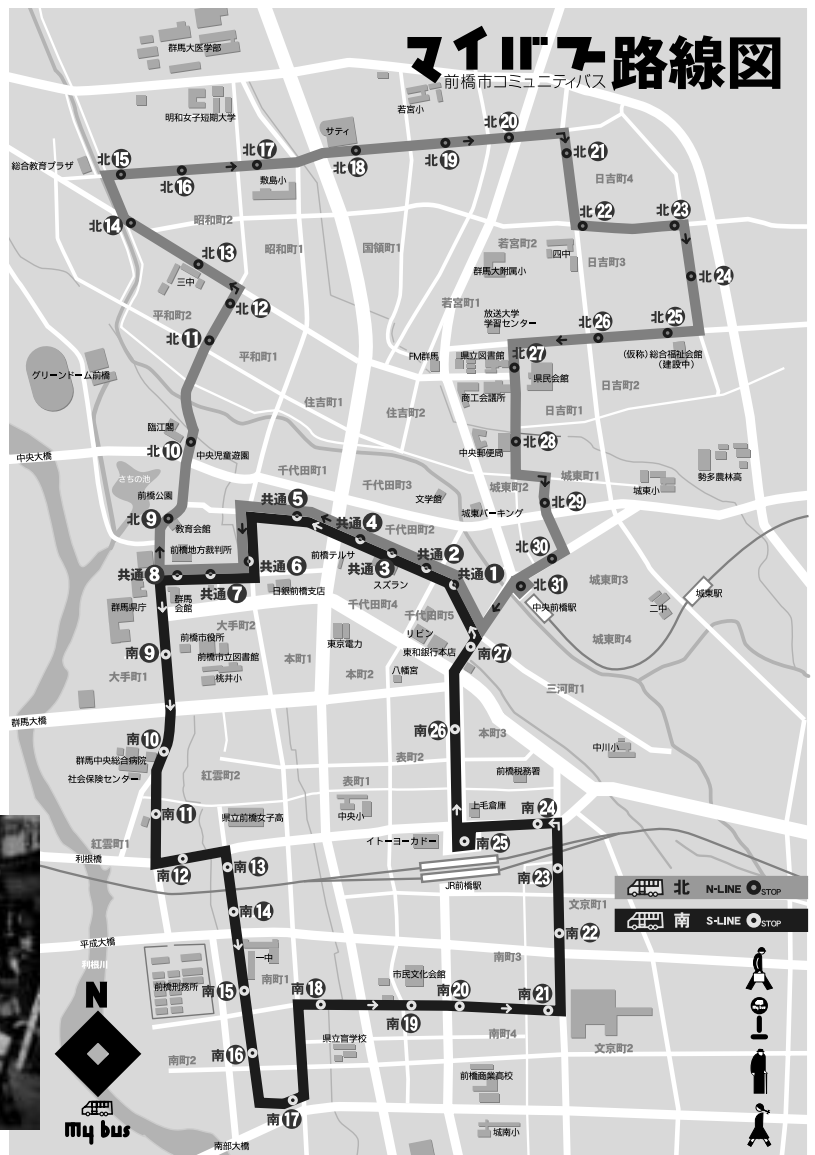 マイバス路線図
前橋市コミュニティバス
群馬大医学部
明和女子短期大学
若宮小
サティ
総合教育プラザ
北15
北16
北17
敷島小
北18
北19
北20
北21
日吉町4
北14
昭和町2
北22
北23
北13
三中
昭和町1
国領町1
若宮町2
四中
日吉町3
群馬大附属小
北24
北12
平和町2
若宮町1
放送大学
学習センター
北26
北25
北11
平和町1
FM群馬
県立図書館
北27
(仮称)総合福祉会館
(建設中)
グリーンドーム前橋
県民会館
日吉町2
商工会議所
住吉町1
住吉町2
日吉町1
臨江閣
北10
中央児童遊園
中央大橋
中央郵便局
北28
さちの池
千代田町1
千代田町3
城東町1
城東町2
城東小
勢多農林高
前橋公園
共通5
文学館
北29
北9
城東パーキング
教育会館
共通4
千代田町2
前橋地方裁判所
前橋テルサ
共通2
北30
共通8
共通6
共通3
共通1
共通7
日銀前橋支店
スズラン
北31
城東町3
城東駅
群馬県庁
群馬
会館
千代田町4
千代田町5
中央前橋駅
二中
大手町2
リビン
南9
前橋市役所
東京電力
東和銀行本店
南27
城東町4
前橋市立図書館
本町1
大手町1
桃井小
本町2
八幡宮
三河町1
群馬大橋
南26
本町3
南10
中川小
群馬中央総合病院
表町2
社会保険センター
紅雲町2
表町1
前橋税務署
上毛倉庫
南24
南11
県立前橋女子高
中央小
紅雲町1
イトーヨーカドー
南25
利根橋
南12
南13
南23
JR前橋駅
北 N-LINE STOP
南14
文京町1
南 S-LINE STOP
南22
平成大橋
一中
南町3
利根川
南町1
市民文化会館
N
前橋刑務所
南15
南18
南20
南21
南19
県立盲学校
南町4
南16
文京町2
南町2
前橋商業高校
my bus
南17
城南小
南部大橋